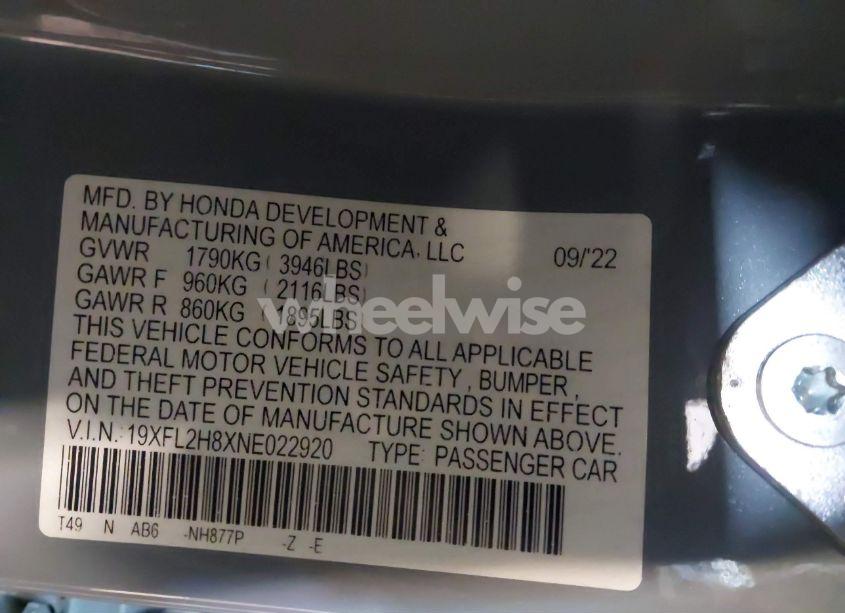 MFD. BY HONDA DEVELOPMENT &
MANUFACTURING OF AMERICA, LLC 09/'22
GVWR 1790KG ( 3946LBS)
GAWR F 960KG ( 2116LBS)
GAWR R 860KG ( 1895LBS)
wheelwise
THIS VEHICLE CONFORMS TO ALL APPLICABLE
FEDERAL MOTOR VEHICLE SAFETY, BUMPER,
AND THEFT PREVENTION STANDARDS IN EFFECT
ON THE DATE OF MANUFACTURE SHOWN ABOVE.
V.I.N.: 19XFL2H8XNE022920 TYPE: PASSENGER CAR
T49 N AB6 -NH877P -Z -E